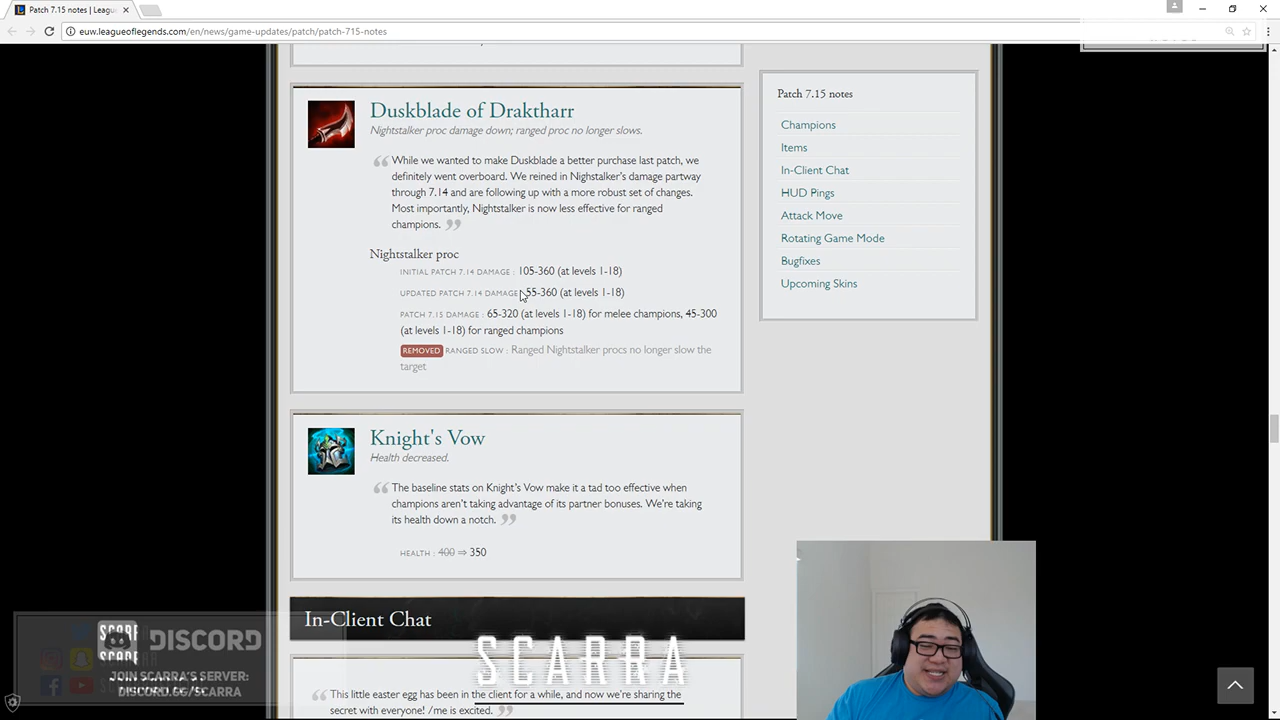 Patch 7.15 notes | Leagu
euw.leagueoflegends.com/en/news/game-updates/patch/patch-715-notes
Duskblade of Draktharr
Nightstalker proc damage down; ranged proc no longer slows.
While we wanted to make Duskblade a better purchase last patch, we
definitely went overboard. We reined in Nightstalker's damage partway
through 7.14 and are following up with a more robust set of changes.
Most importantly, Nightstalker is now less effective for ranged
champions.
Nightstalker proc
INITIAL PATCH 7.14 DAMAGE : 105-360 (at levels 1-18)
UPDATED PATCH 7.14 DAMAGE 55-360 (at levels 1-18)
PATCH 7.15 DAMAGE : 65-320 (at levels 1-18) for melee champions, 45-300
(at levels 1-18) for ranged champions
REMOVED RANGED SLOW : Ranged Nightstalker procs no longer slow the
target
Knight's Vow
Health decreased.
The baseline stats on Knight's Vow make it a tad too effective when
champions aren't taking advantage of its partner bonuses. We're taking
its health down a notch.
HEALTH : 400 ⇒ 350
In-Client Chat
This little easter egg has been in the client for a while, and now we're sharing the
secret with everyone! /me is excited.
Patch 7.15 notes
Champions
Items
In-Client Chat
HUD Pings
Attack Move
Rotating Game Mode
Bugfixes
Upcoming Skins
DISCORD
JOIN SCARRA'S SERVER:
SCARRA